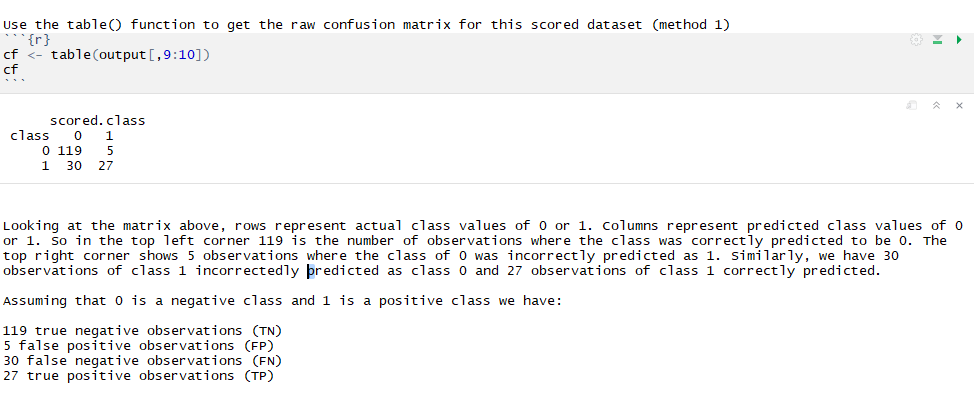 Use the table() function to get the raw confusion matrix for this scored dataset (method 1)
```{r}
cf <- table(output[,9:10])
cf
```
scored.class
class 0 1
0 119 5
1 30 27
Looking at the matrix above, rows represent actual class values of 0 or 1. Columns represent predicted class values of 0
or 1. So in the top left corner 119 is the number of observations where the class was correctly predicted to be 0. The
top right corner shows 5 observations where the class of 0 was incorrectly predicted as 1. Similarly, we have 30
observations of class 1 incorrectedly predicted as class 0 and 27 observations of class 1 correctly predicted.
Assuming that 0 is a negative class and 1 is a positive class we have:
119 true negative observations (TN)
5 false positive observations (FP)
30 false negative observations (FN)
27 true positive observations (TP)